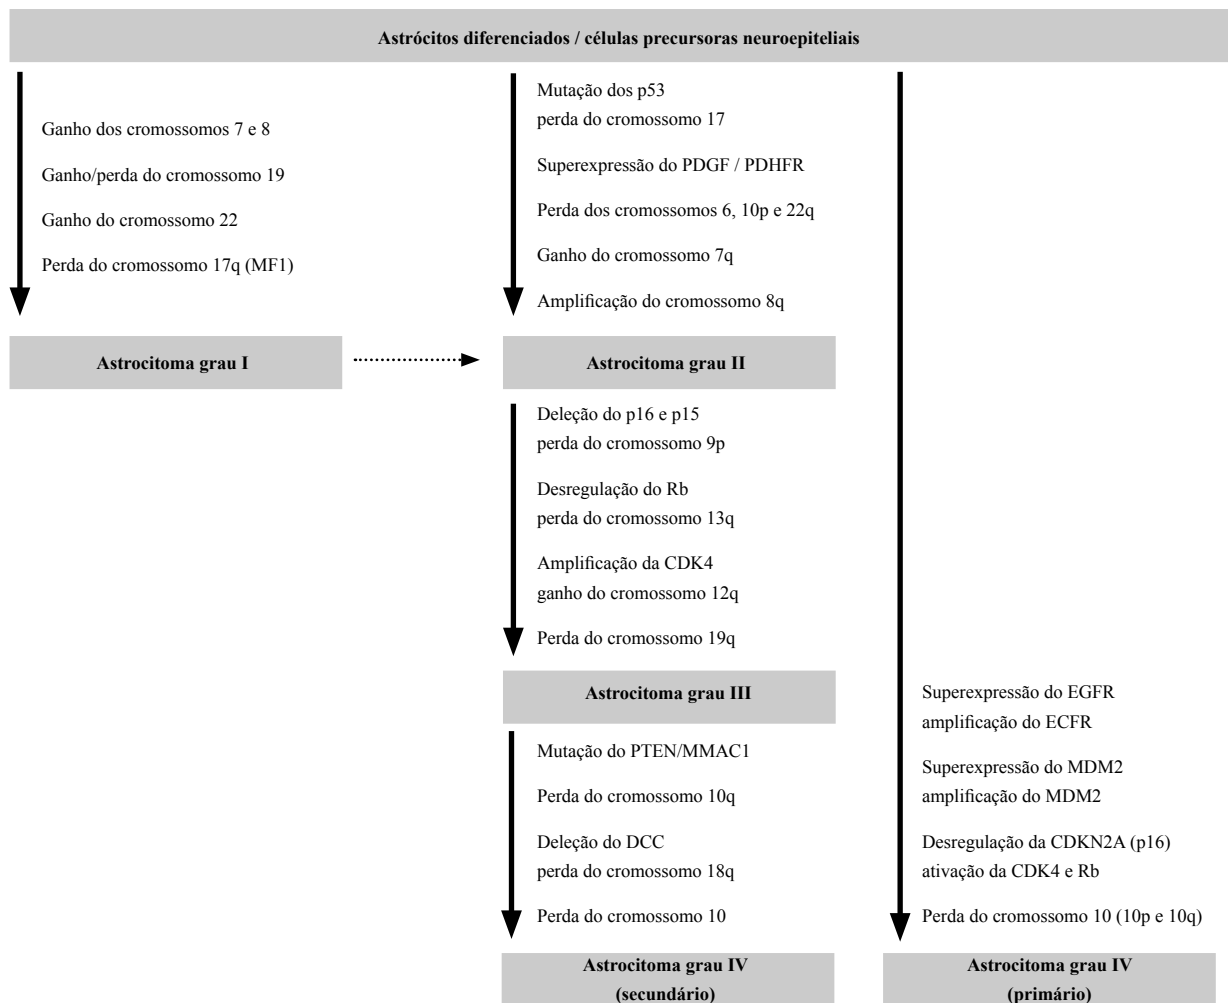 Astrócitos diferenciados / células precursoras neuroepiteliais
Ganho dos cromossomos 7 e 8
Ganho/perda do cromossomo 19
Ganho do cromossomo 22
Perda do cromossomo 17q (MF1)
Mutação dos p53
perda do cromossomo 17
Superexpressão do PDGF / PDHFR
Perda dos cromossomos 6, 10p e 22q
Ganho do cromossomo 7q
Amplificação do cromossomo 8q
Astrocitoma grau I
Astrocitoma grau II
Deleção do p16 e p15
perda do cromossomo 9p
Desregulação do Rb
perda do cromossomo 13q
Amplificação da CDK4
ganho do cromossomo 12q
Perda do cromossomo 19q
Astrocitoma grau III
Mutação do PTEN/MMAC1
Perda do cromossomo 10q
Deleção do DCC
perda do cromossomo 18q
Perda do cromossomo 10
Astrocitoma grau IV
(secundário)
Superexpressão do EGFR
amplificação do ECFR
Superexpressão do MDM2
amplificação do MDM2
Desregulação da CDKN2A (p16)
ativação da CDK4 e Rb
Perda do cromossomo 10 (10p e 10q)
Astrocitoma grau IV
(primário)